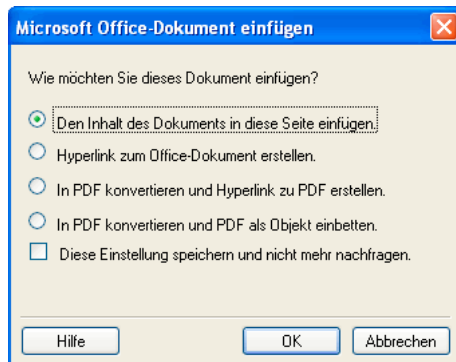 Microsoft Office-Dokument einfügen
Wie möchten Sie dieses Dokument einfügen?
Den Inhalt des Dokuments in diese Seite einfügen.
Hyperlink zum Office-Dokument erstellen.
In PDF konvertieren und Hyperlink zu PDF erstellen.
In PDF konvertieren und PDF als Objekt einbetten.
Diese Einstellung speichern und nicht mehr nachfragen.
Hilfe OK Abbrechen